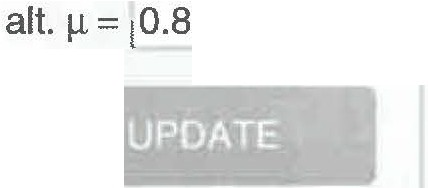 alt. μ = 0.8
UPDATE